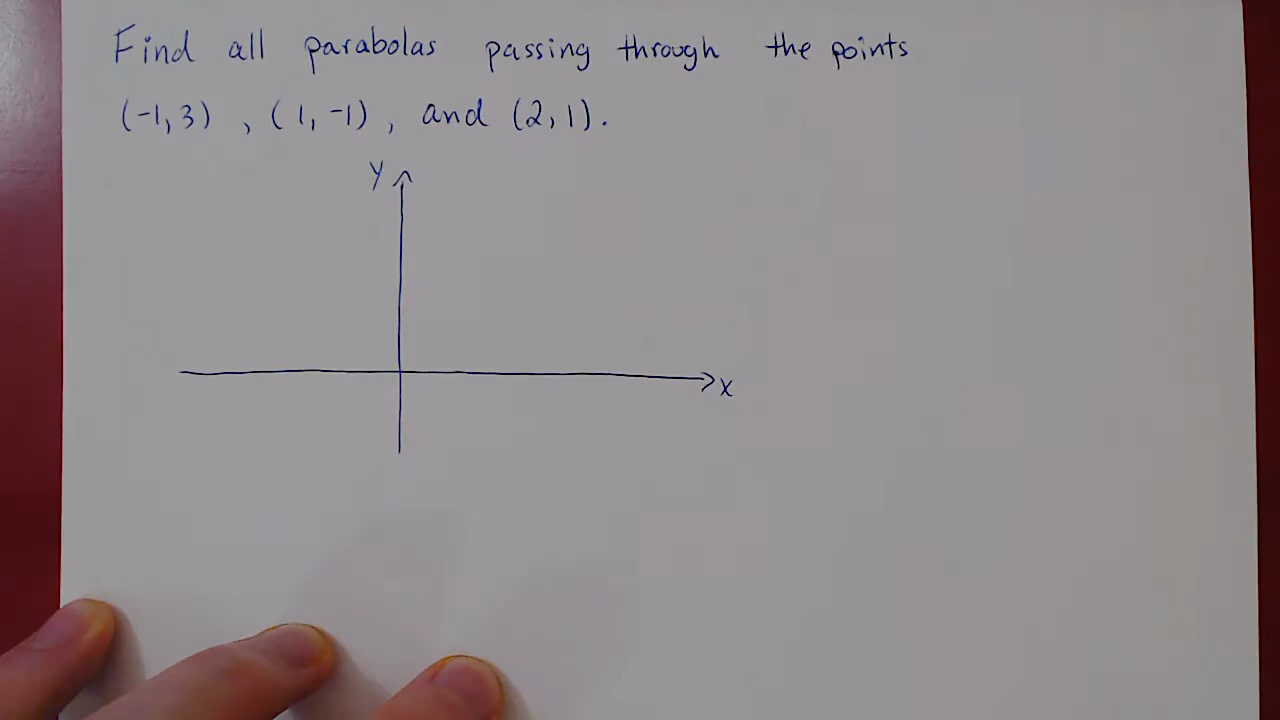 Find all parabolas passing through the points
(-1,3) , (1,-1) , and (2,1).
y
x